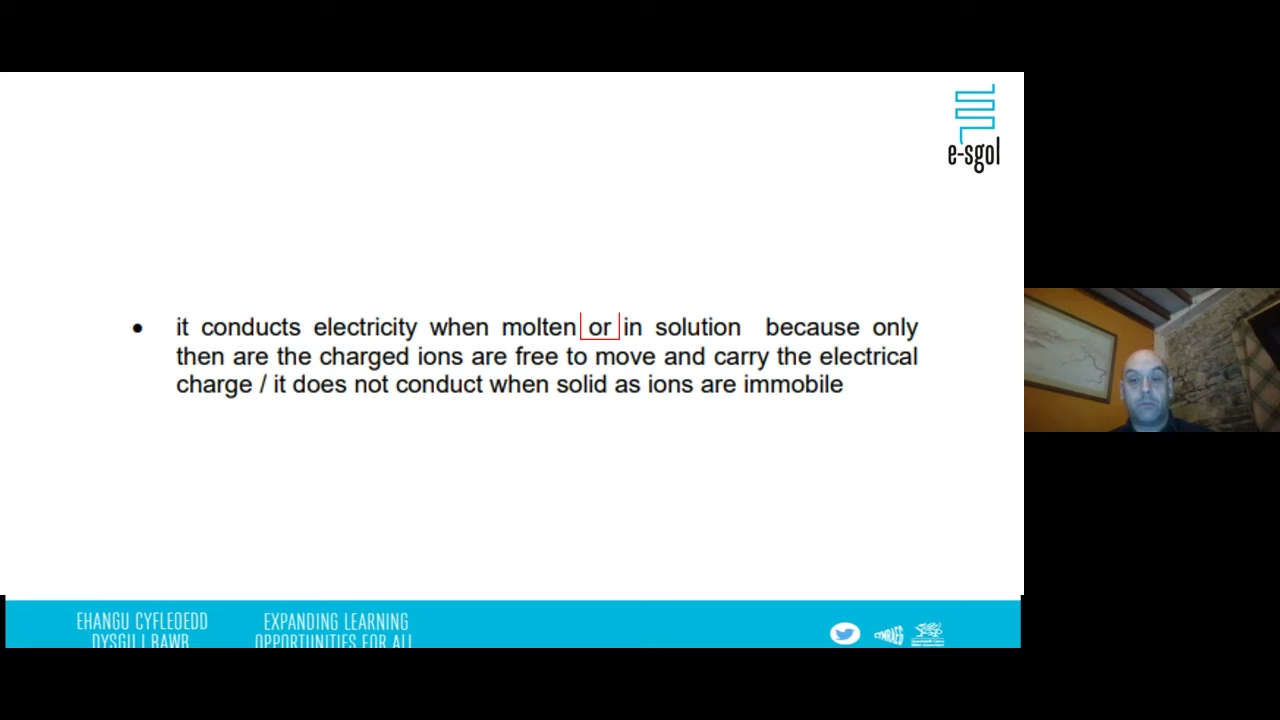 e-sgol
• it conducts electricity when molten or in solution because only
then are the charged ions are free to move and carry the electrical
charge / it does not conduct when solid as ions are immobile
EHANGU CYFLEOEDD
DYSGU I BAWB
EXPANDING LEARNING
OPPORTUNITIES FOR ALL
CYMRAEG